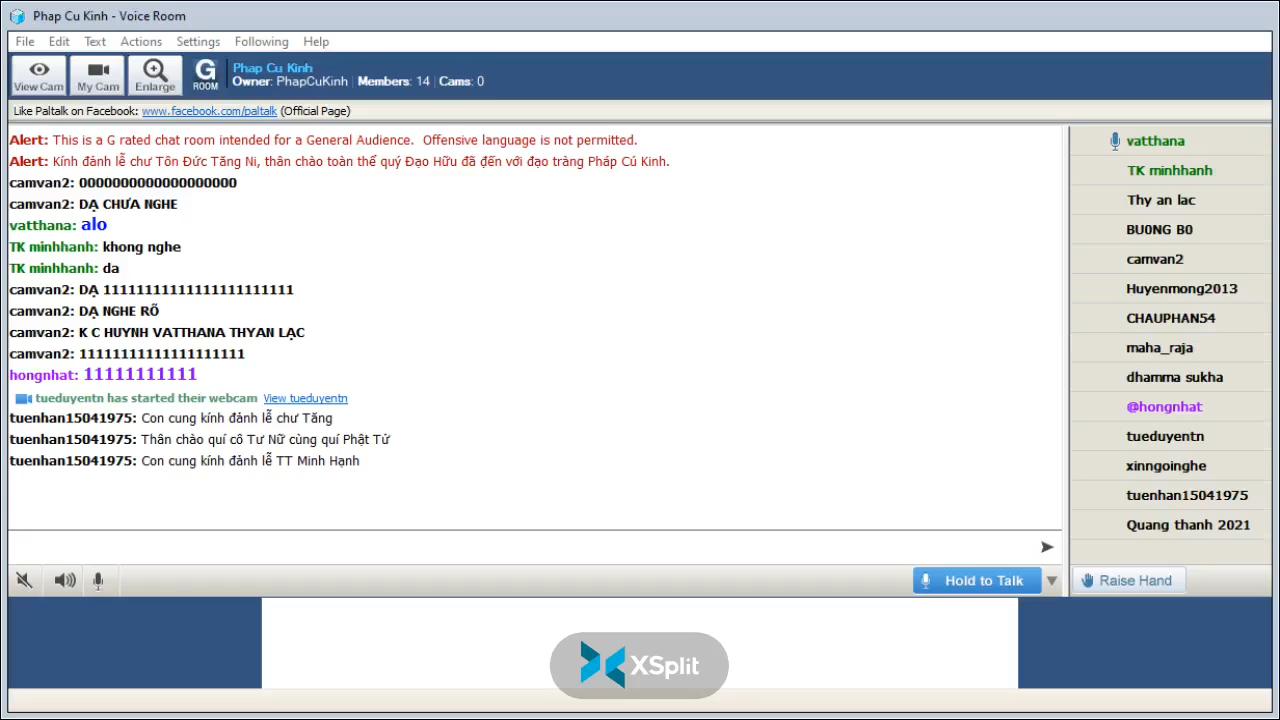 Phap Cu Kinh - Voice Room
File Edit Text Actions Settings Following Help
View Cam My Cam Enlarge G ROOM
Phap Cu Kinh
Owner: PhapCuKinh Members: 14 Cams: 0
Like Paltalk on Facebook: www.facebook.com/paltalk (Official Page)
Alert: This is a G rated chat room intended for a General Audience. Offensive language is not permitted.
Alert: Kính đảnh lễ chư Tôn Đức Tăng Ni, thân chào toàn thể quý Đạo Hữu đã đến với đạo tràng Pháp Cú Kinh.
camvan2: 0000000000000000000
camvan2: DẠ CHƯA NGHE
vatthana: alo
TK minhhanh: khong nghe
TK minhhanh: da
camvan2: DẠ 11111111111111111111111
camvan2: DẠ NGHE RÕ
camvan2: K C HUYNH VATTHANA THYAN LẠC
camvan2: 11111111111111111111
hongnhat: 11111111111
tueduyentn has started their webcam View tueduyentn
tuenhan15041975: Con cung kính đảnh lễ chư Tăng
tuenhan15041975: Thân chào quí cô Tư Nữ cùng quí Phật Tử
tuenhan15041975: Con cung kính đảnh lễ TT Minh Hạnh
Hold to Talk
vatthana
TK minhhanh
Thy an lac
BU0NG B0
camvan2
Huyenmong2013
CHAUPHAN54
maha_raja
dhamma sukha
@hongnhat
tueduyentn
xinngoinghe
tuenhan15041975
Quang thanh 2021
Raise Hand
XSplit